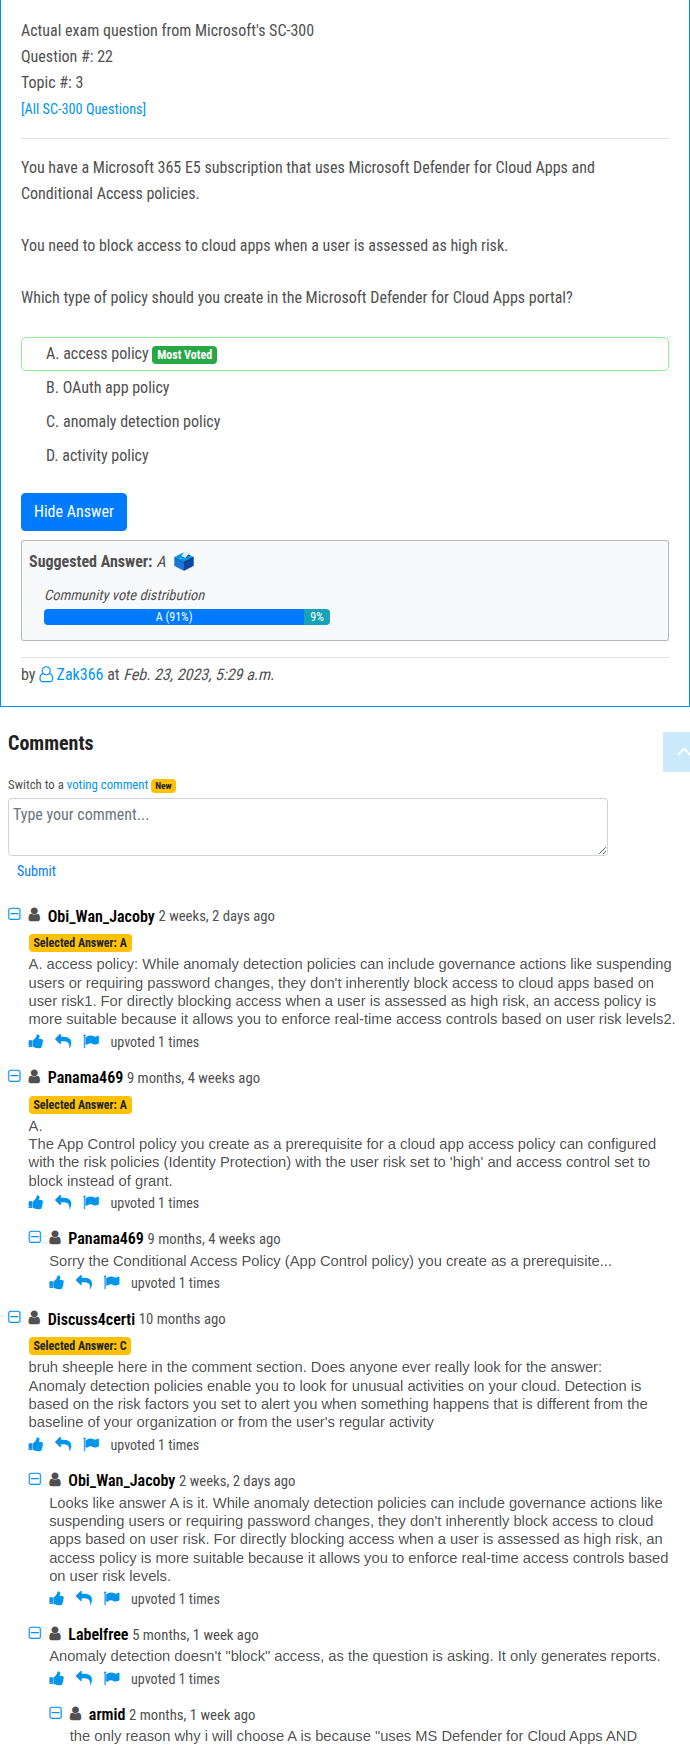 Actual exam question from Microsoft's SC-300
Question #: 22
Topic #: 3
[All SC-300 Questions]
You have a Microsoft 365 E5 subscription that uses Microsoft Defender for Cloud Apps and
Conditional Access policies.
You need to block access to cloud apps when a user is assessed as high risk.
Which type of policy should you create in the Microsoft Defender for Cloud Apps portal?
A. access policy Most Voted
B. OAuth app policy
C. anomaly detection policy
D. activity policy
Hide Answer
Suggested Answer: A
Community vote distribution
A (91%) 9%
by Zak366 at Feb. 23, 2023, 5:29 a.m.
Comments
Switch to a voting comment New
Type your comment...
Submit
Obi_Wan_Jacoby 2 weeks, 2 days ago
Selected Answer: A
A. access policy: While anomaly detection policies can include governance actions like suspending
users or requiring password changes, they don't inherently block access to cloud apps based on
user risk1. For directly blocking access when a user is assessed as high risk, an access policy is
more suitable because it allows you to enforce real-time access controls based on user risk levels2.
upvoted 1 times
Panama469 9 months, 4 weeks ago
Selected Answer: A
A.
The App Control policy you create as a prerequisite for a cloud app access policy can configured
with the risk policies (Identity Protection) with the user risk set to 'high' and access control set to
block instead of grant.
upvoted 1 times
Panama469 9 months, 4 weeks ago
Sorry the Conditional Access Policy (App Control policy) you create as a prerequisite...
upvoted 1 times
Discuss4certi 10 months ago
Selected Answer: C
bruh sheeple here in the comment section. Does anyone ever really look for the answer:
Anomaly detection policies enable you to look for unusual activities on your cloud. Detection is
based on the risk factors you set to alert you when something happens that is different from the
baseline of your organization or from the user's regular activity
upvoted 1 times
Obi_Wan_Jacoby 2 weeks, 2 days ago
Looks like answer A is it. While anomaly detection policies can include governance actions like
suspending users or requiring password changes, they don't inherently block access to cloud
apps based on user risk. For directly blocking access when a user is assessed as high risk, an
access policy is more suitable because it allows you to enforce real-time access controls based
on user risk levels.
upvoted 1 times
Labelfree 5 months, 1 week ago
Anomaly detection doesn't "block" access, as the question is asking. It only generates reports.
upvoted 1 times
armid 2 months, 1 week ago
the only reason why i will choose A is because "uses MS Defender for Cloud Apps AND